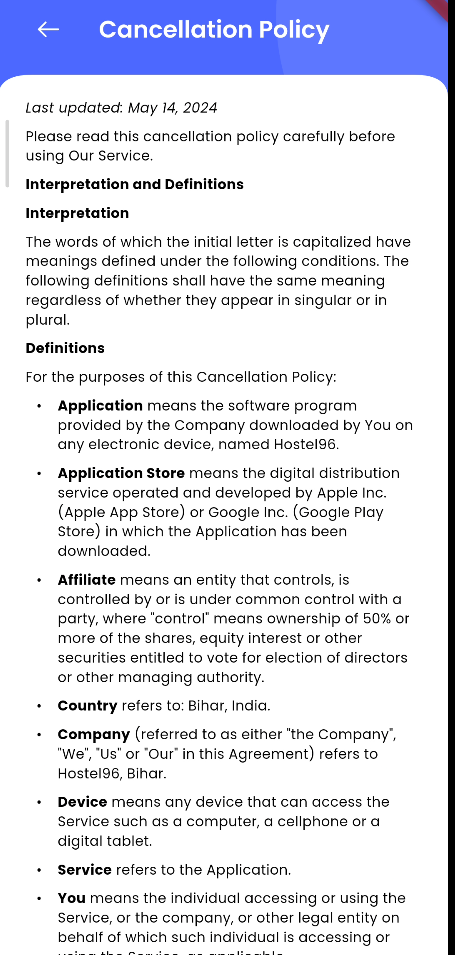 Cancellation Policy
Last updated: May 14, 2024
Please read this cancellation policy carefully before
using Our Service.
Interpretation and Definitions
Interpretation
The words of which the initial letter is capitalized have
meanings defined under the following conditions. The
following definitions shall have the same meaning
regardless of whether they appear in singular or in
plural.
Definitions
For the purposes of this Cancellation Policy:
• Application means the software program
provided by the Company downloaded by You on
any electronic device, named Hostel96.
• Application Store means the digital distribution
service operated and developed by Apple Inc.
(Apple App Store) or Google Inc. (Google Play
Store) in which the Application has been
downloaded.
• Affiliate means an entity that controls, is
controlled by or is under common control with a
party, where "control" means ownership of 50% or
more of the shares, equity interest or other
securities entitled to vote for election of directors
or other managing authority.
• Country refers to: Bihar, India.
• Company (referred to as either "the Company",
"We", "Us" or "Our" in this Agreement) refers to
Hostel96, Bihar.
• Device means any device that can access the
Service such as a computer, a cellphone or a
digital tablet.
• Service refers to the Application.
• You means the individual accessing or using the
Service, or the company, or other legal entity on
behalf of which such individual is accessing or
using the Service, as applicable.